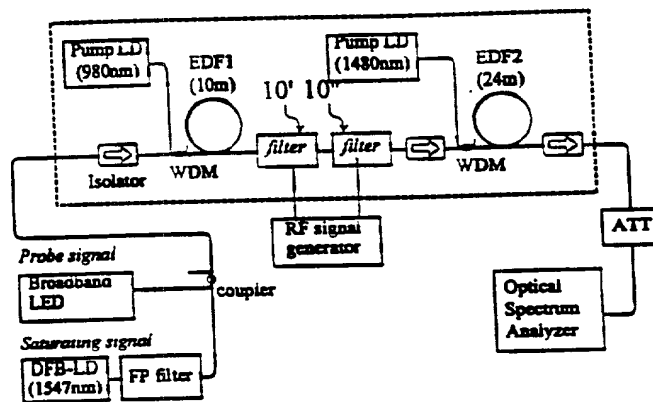 Pump LD
(980nm)
EDF1
(10m)
10' 10"
Pump LD
(1480nm)
EDF2
(24m)
filter
filter
Isolator
WDM
WDM
RF signal
generator
ATT
Probe signal
Broadband
LED
coupler
Optical
Spectrum
Analyzer
Saturating signal
DFB-LD
(1547nm)
FP filter